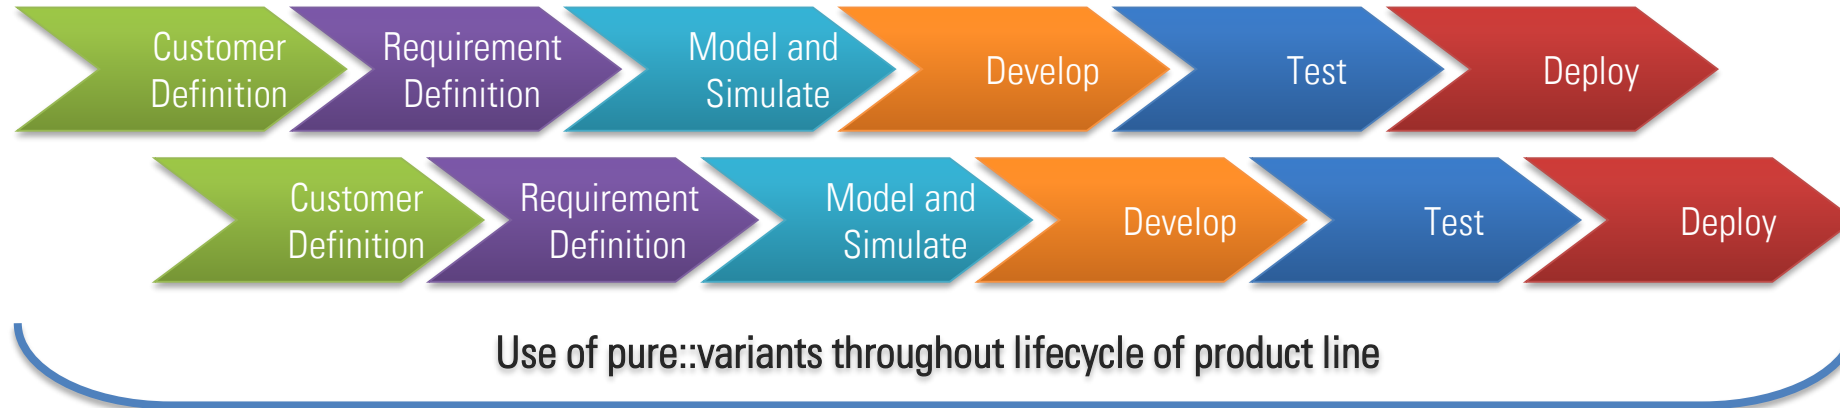 Customer
Definition
Requirement
Definition
Model and
Simulate
Develop
Test
Deploy
Customer
Definition
Requirement
Definition
Model and
Simulate
Develop
Test
Deploy
Use of pure::variants throughout lifecycle of product line